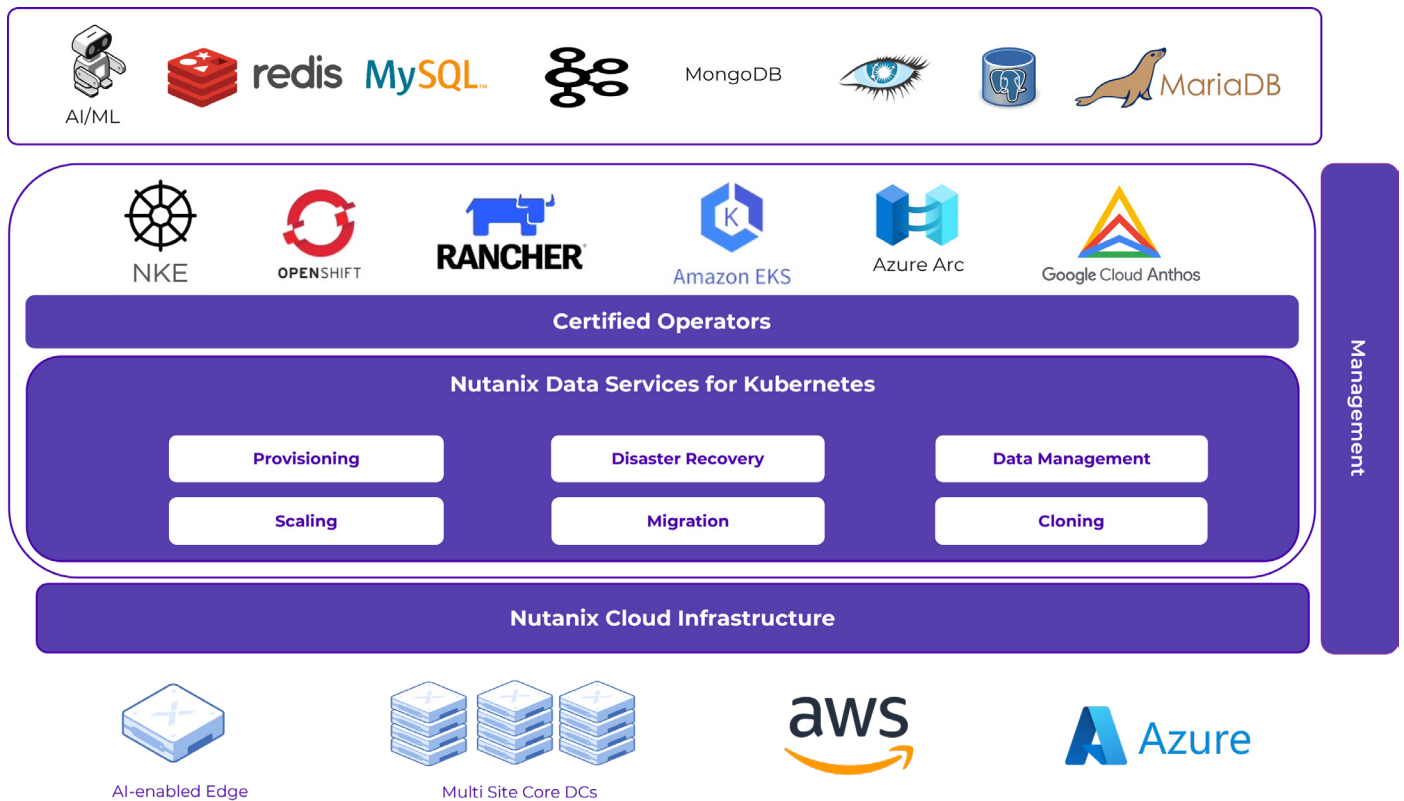 AI/ML
redis
MySQL™
MongoDB
MariaDB
NKE
OPENSHIFT
RANCHER®
K
Amazon EKS
Azure Arc
Google Cloud Anthos
Certified Operators
Management
Nutanix Data Services for Kubernetes
Provisioning
Disaster Recovery
Data Management
Scaling
Migration
Cloning
Nutanix Cloud Infrastructure
aws
Azure
AI-enabled Edge
Multi Site Core DCs